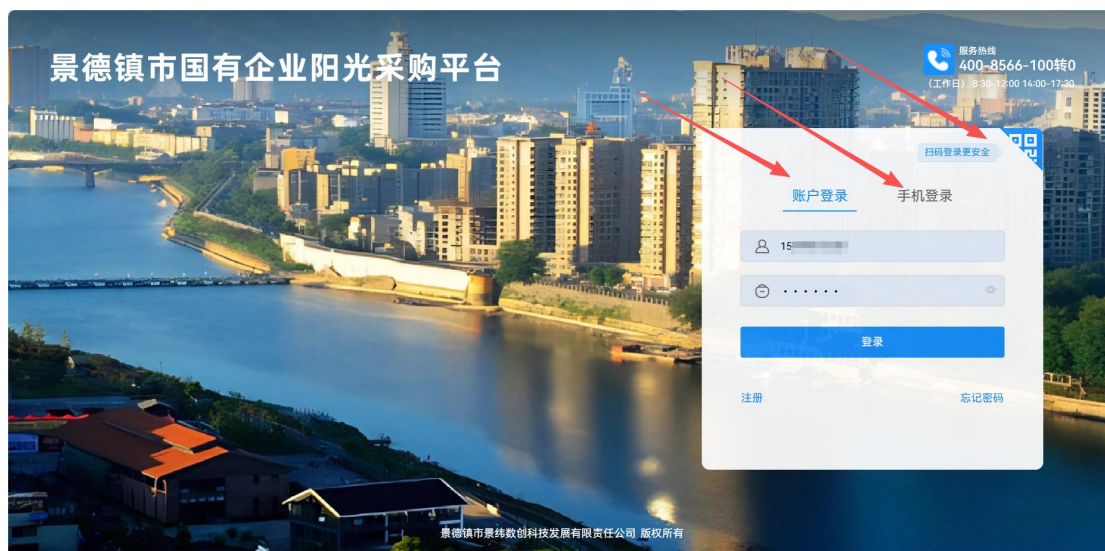 景德镇市国有企业阳光采购平台
服务热线
400-8566-100转0
(工作日) 8:30-12:00 14:00-17:30
扫码登录更安全
账户登录
手机登录
15
登录
注册
忘记密码
景德镇市景纬数创科技发展有限责任公司 版权所有